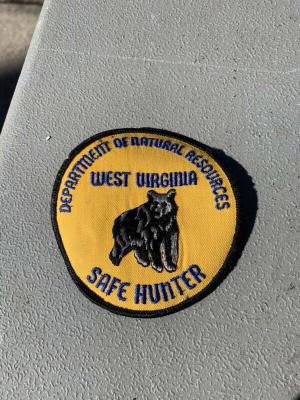 DEPARTMENT OF NATURAL RESOURCES
WEST VIRGINIA
SAFE HUNTER